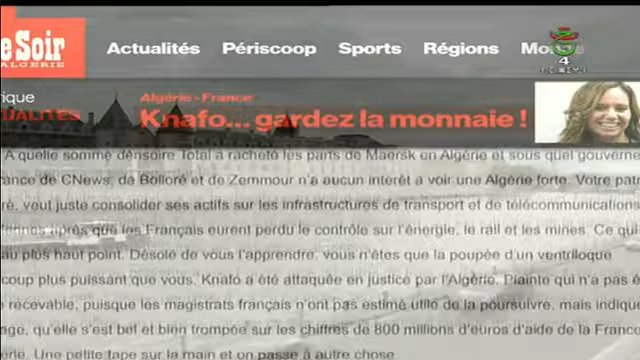 e Soir
ALGERIE
Actualités Périscoop Sports Régions Mo
4
rique
UALITES
Algérie - France
Knafo... gardez la monnaie !
A quelle somme dérisoire Total a racheté les parts de Maersk en Algérie et sous quel gouverne
ance de CNews, de Bolloré et de Zemmour n'a aucun intérêt à voir une Algérie forte. Votre patr
ré, veut juste consolider ses actifs sur les infrastructures de transport et de télécommunications
après que les Français eurent perdu le contrôle sur l'énergie, le rail et les mines. Ce qui
au plus haut point. Désolé de vous l'apprendre, vous n'êtes que la poupée d'un ventriloque
coup plus puissant que vous. Knafo a été attaquée en justice par l'Algérie. Plainte qui n'a pas é
recevable, puisque les magistrats français n'ont pas estimé utile de la poursuivre, mais indique
age, qu'elle s'est bel et bien trompée sur les chiffres de 800 millions d'euros d'aide de la France
érie. Une petite tape sur la main et on passe à autre chose.